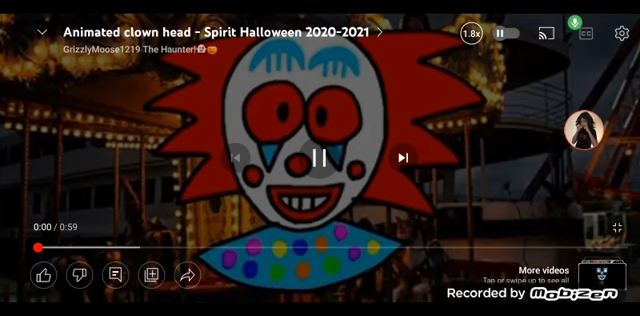 Animated clown head - Spirit Halloween 2020-2021
GrizzlyMoose1219 The Haunter!👻🎃
1.8x
CC
0:00 / 0:59
More videos
Tap or swipe up to see all
Recorded by MOBIZEN